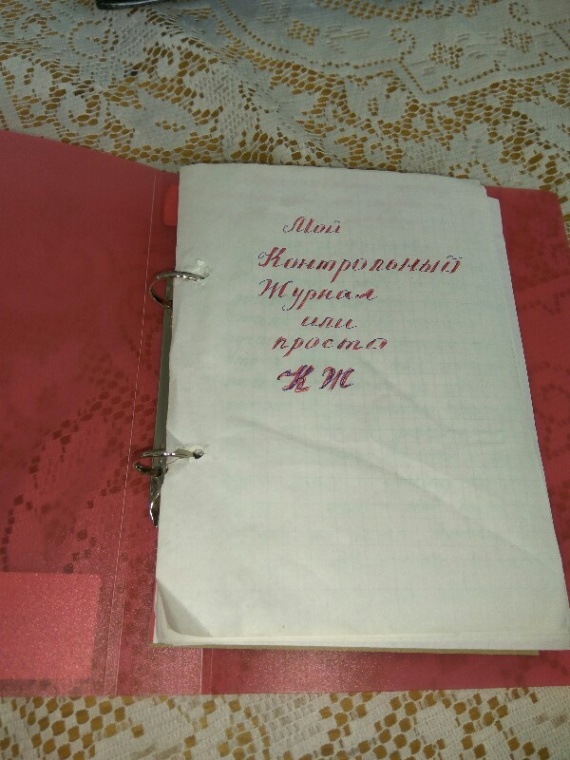 Мой
Контрольный
Журнал
или
проста
КЖ